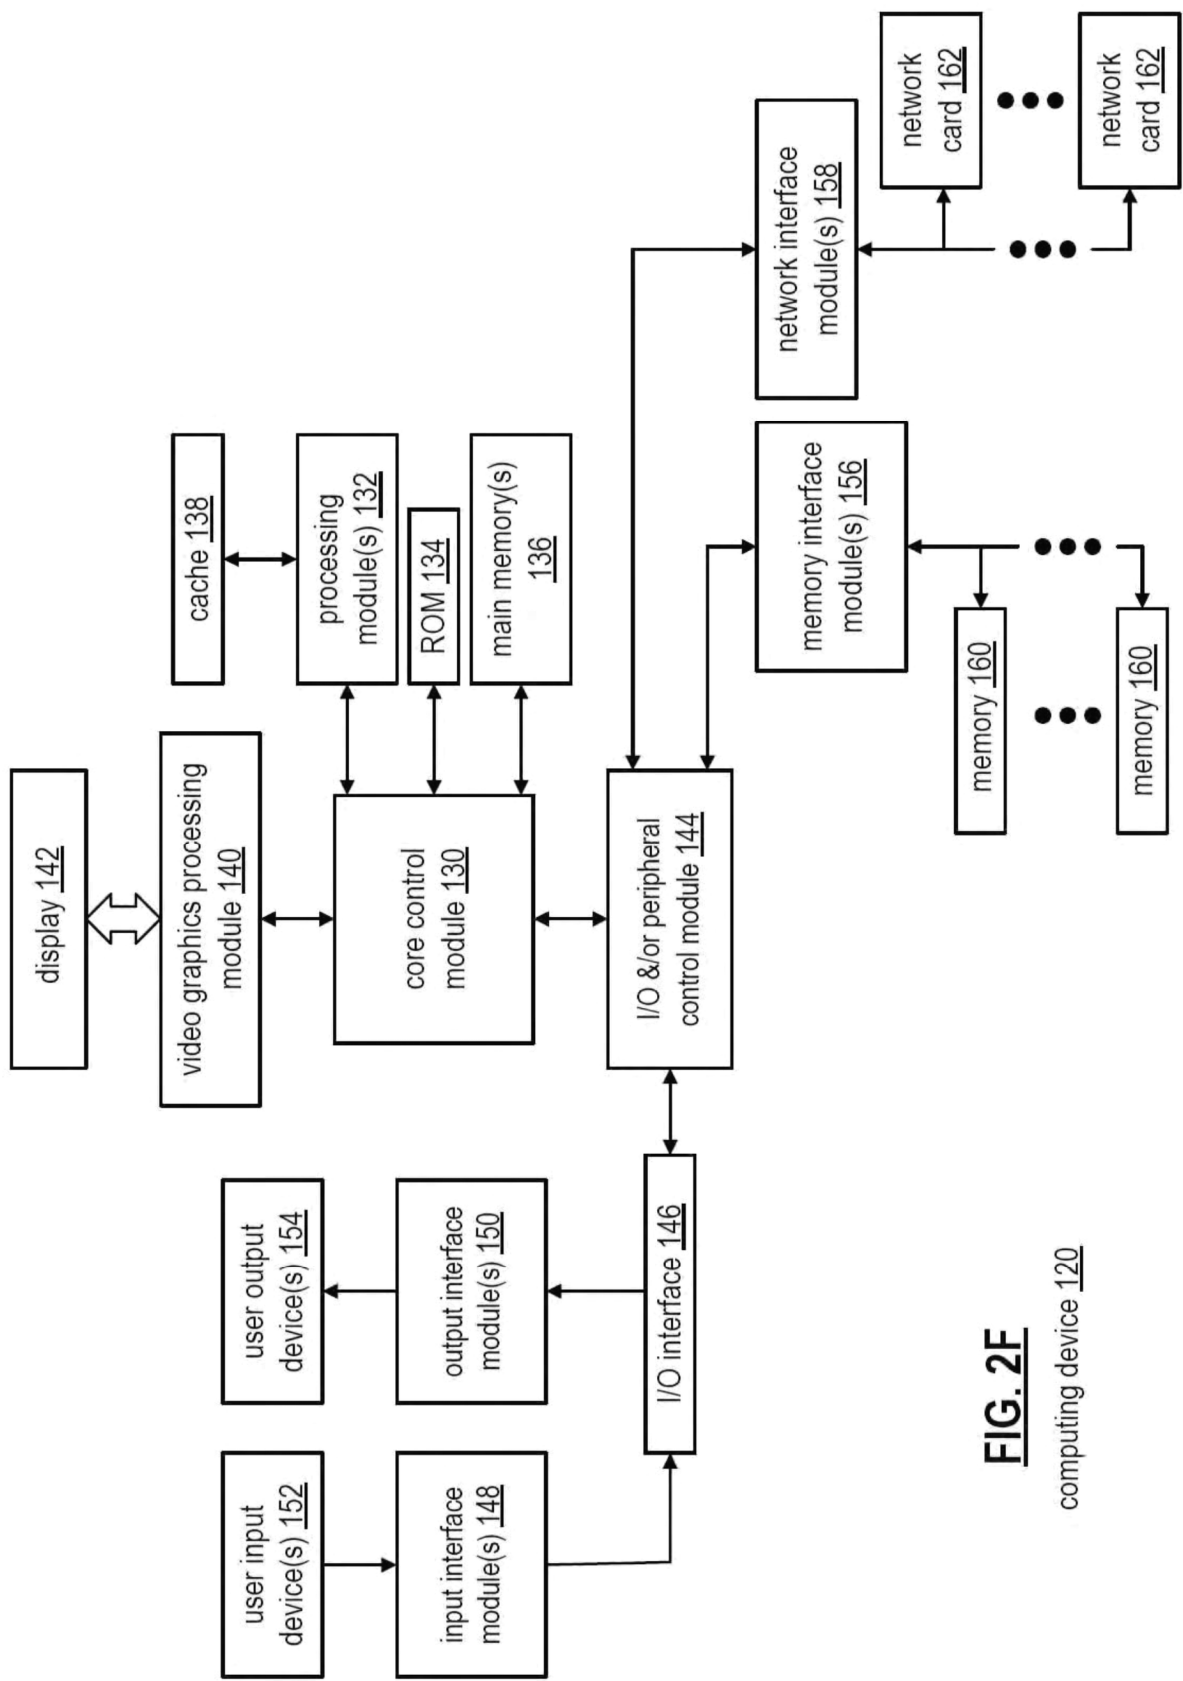 display 142
video graphics processing
module 140
cache 138
user input
device(s) 152
user output
device(s) 154
core control
module 130
processing
module(s) 132
ROM 134
main memory(s)
136
input interface
module(s) 148
output interface
module(s) 150
I/O interface 146
I/O &/or peripheral
control module 144
memory interface
module(s) 156
network interface
module(s) 158
memory 160
memory 160
network
card 162
network
card 162
FIG. 2F
computing device 120